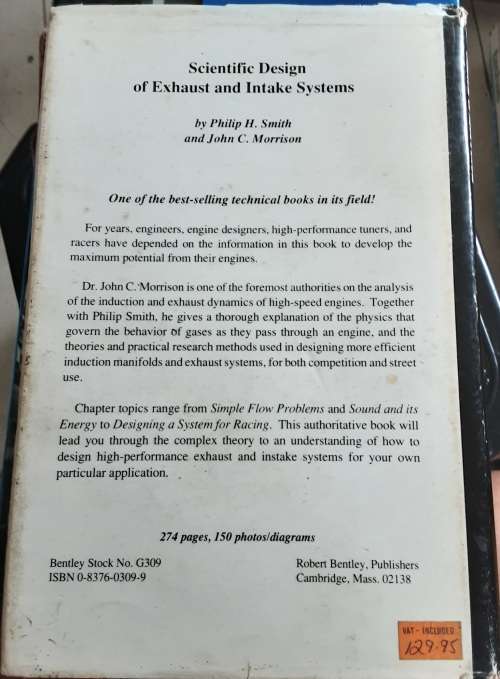 Scientific Design
of Exhaust and Intake Systems
by Philip H. Smith
and John C. Morrison
One of the best-selling technical books in its field!
For years, engineers, engine designers, high-performance tuners, and
racers have depended on the information in this book to develop the
maximum potential from their engines.
Dr. John C. Morrison is one of the foremost authorities on the analysis
of the induction and exhaust dynamics of high-speed engines. Together
with Philip Smith, he gives a thorough explanation of the physics that
govern the behavior of gases as they pass through an engine, and the
theories and practical research methods used in designing more efficient
induction manifolds and exhaust systems, for both competition and street
use.
Chapter topics range from Simple Flow Problems and Sound and its
Energy to Designing a System for Racing. This authoritative book will
lead you through the complex theory to an understanding of how to
design high-performance exhaust and instake systems for your own
particular application.
274 pages, 150 photos/diagrams
Bentley Stock No. G309
ISBN 0-8376-0309-9
Robert Bentley, Publishers
Cambridge, Mass. 02138
VAT - INCLUDED
129.95